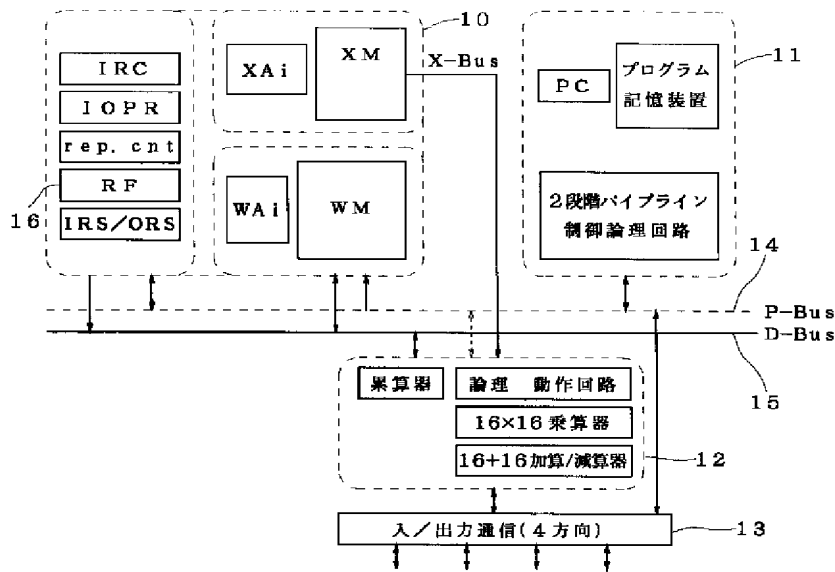 10
IRC
IOPR
rep. cnt
RF
IRS/ORS
16
XAi
XM
X-Bus
WAi
WM
PC
プログラム
記憶装置
11
2段階パイプライン
制御論理回路
14
P-Bus
D-Bus
15
累算器
論理 動作回路
16×16乗算器
16+16加算/減算器
12
入/出力通信(4方向)
13